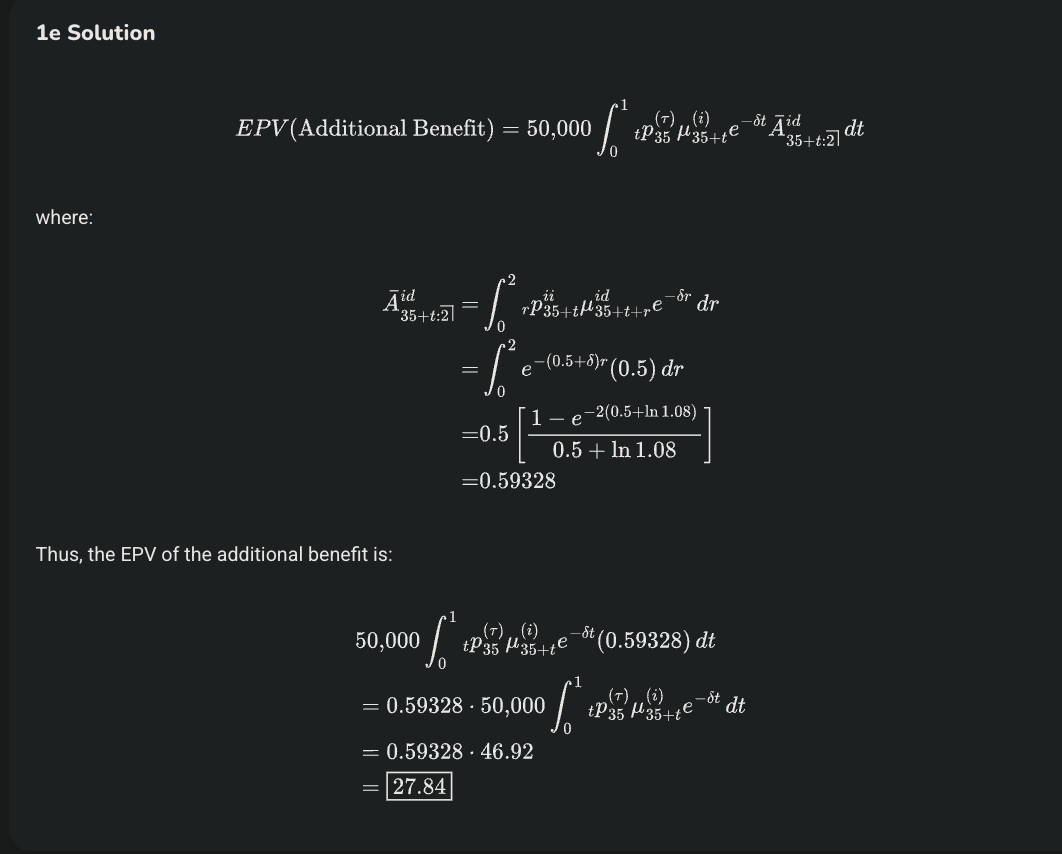 1e Solution
$EPV(\text{Additional Benefit}) = 50{,}000 \int_0^1 {}_tp_{35}^{(\tau)} \mu_{35+t}^{(i)} e^{-\delta t} \bar{A}_{35+t:\overline{2}|}^{id} \, dt$
where:
$\bar{A}_{35+t:\overline{2}|}^{id} = \int_0^2 {}_rp_{35+t}^{ii} \mu_{35+t+r}^{id} e^{-\delta r} \, dr$
$= \int_0^2 e^{-(0.5+\delta)r} (0.5) \, dr$
$= 0.5 \left[ \frac{1 - e^{-2(0.5+\ln 1.08)}}{0.5 + \ln 1.08} \right]$
$= 0.59328$
Thus, the EPV of the additional benefit is:
$50{,}000 \int_0^1 {}_tp_{35}^{(\tau)} \mu_{35+t}^{(i)} e^{-\delta t} (0.59328) \, dt$
$= 0.59328 \cdot 50{,}000 \int_0^1 {}_tp_{35}^{(\tau)} \mu_{35+t}^{(i)} e^{-\delta t} \, dt$
$= 0.59328 \cdot 46.92$
$= \boxed{27.84}$